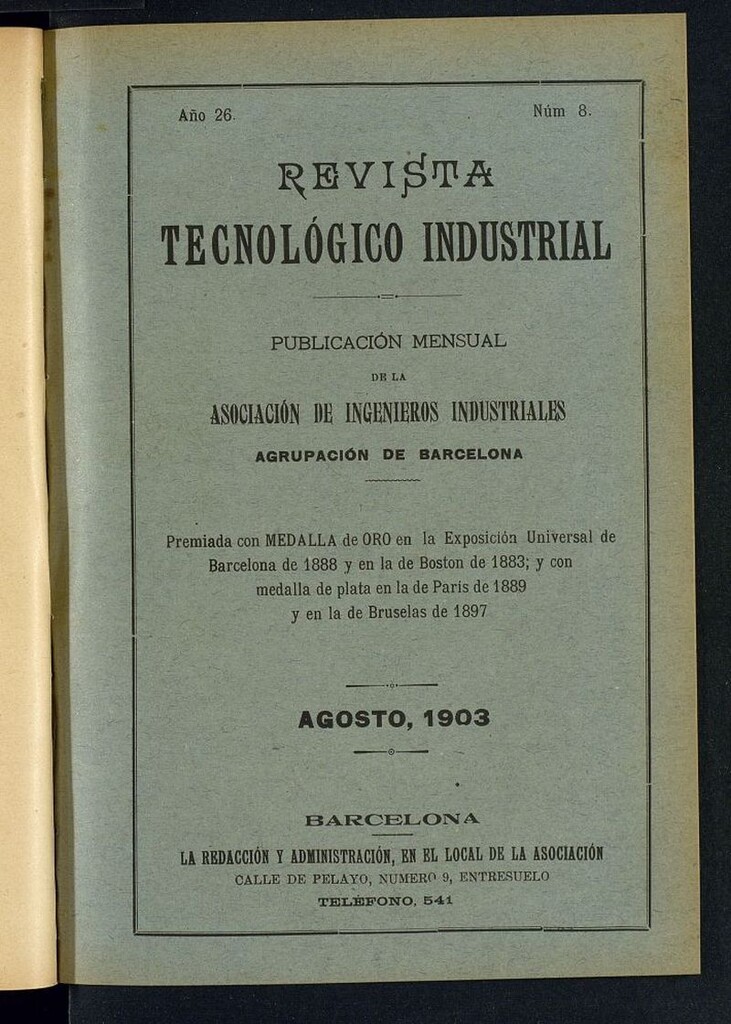 Año 26.
Núm 8.
REVISTA
TECNOLÓGICO INDUSTRIAL
PUBLICACIÓN MENSUAL
DE LA
ASOCIACIÓN DE INGENIEROS INDUSTRIALES
AGRUPACIÓN DE BARCELONA
Premiada con MEDALLA de ORO en la Exposición Universal de
Barcelona de 1888 y en la de Boston de 1883; y con
medalla de plata en la de París de 1889
y en la de Bruselas de 1897
AGOSTO, 1903
BARCELONA
LA REDACCIÓN Y ADMINISTRACIÓN, EN EL LOCAL DE LA ASOCIACIÓN
CALLE DE PELAYO, NUMERO 9, ENTRESUELO
TELÉFONO, 541